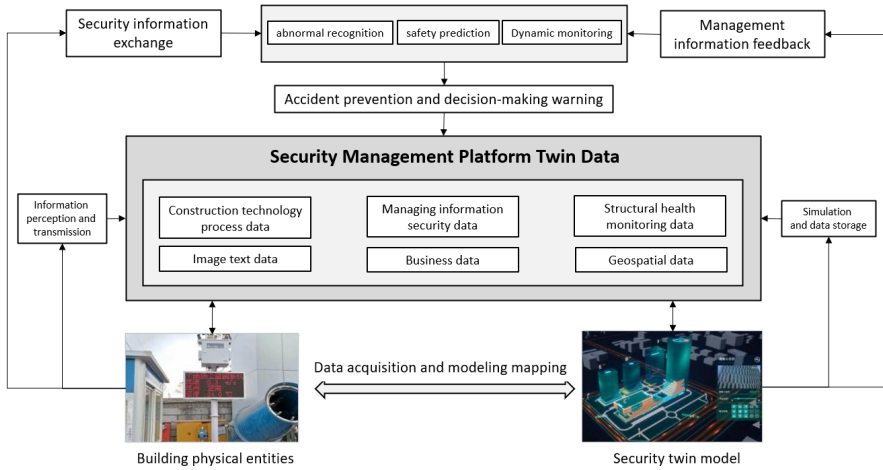 Security information
exchange
abnormal recognition
safety prediction
Dynamic monitoring
Management
information feedback
Accident prevention and decision-making warning
Security Management Platform Twin Data
Information
perception and
transmission
Construction technology
process data
Managing information
security data
Structural health
monitoring data
Simulation
and data storage
Image text data
Business data
Geospatial data
Data acquisition and modeling mapping
Building physical entities
Security twin model